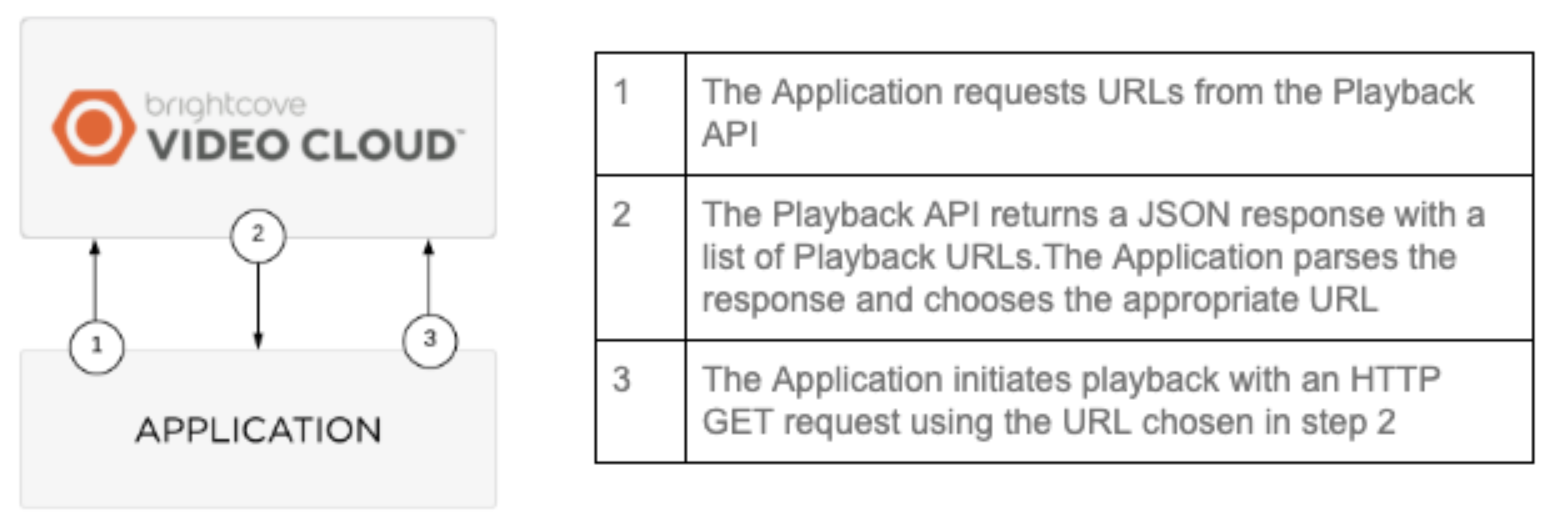 brightcove
VIDEO CLOUD™
2
1
3
APPLICATION
1
The Application requests URLs from the Playback
API
2
The Playback API returns a JSON response with a
list of Playback URLs.The Application parses the
response and chooses the appropriate URL
3
The Application initiates playback with an HTTP
GET request using the URL chosen in step 2